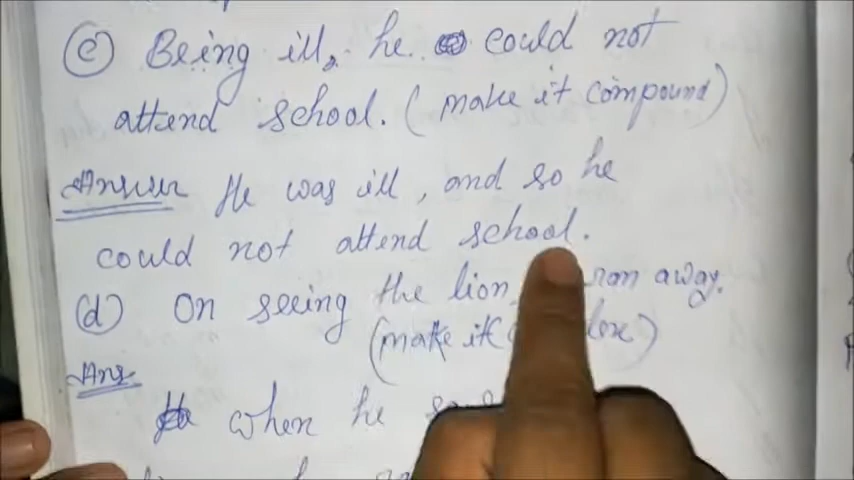 (c) Being ill, he could not
attend school. (make it compound)
Answer He was ill, and so he
could not attend school.
(d) On seeing the lion, ran away.
(make it
Ans
when he